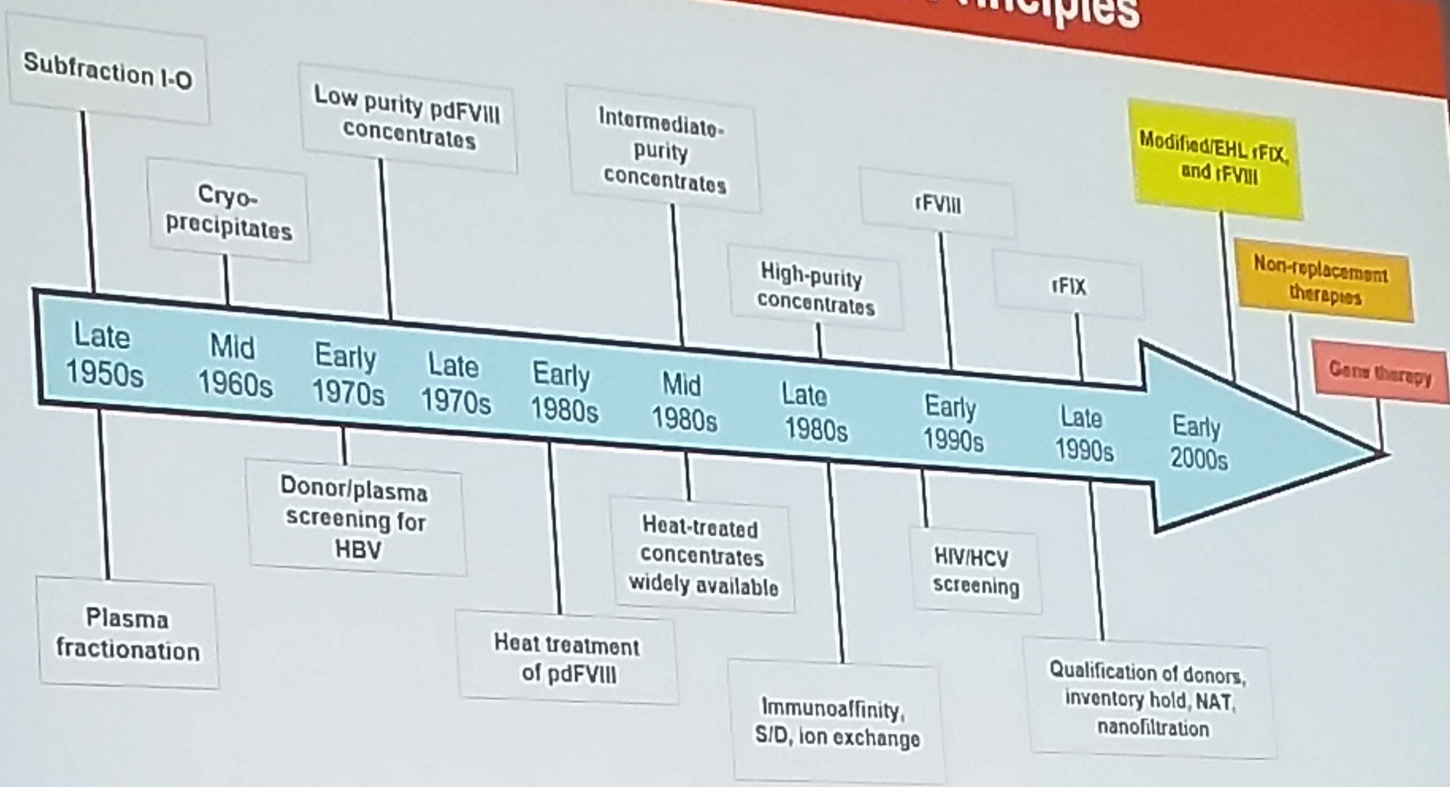 Subfraction I-O
Low purity pdFVIII
concentrates
Intermediate-
purity
concentrates
Modified/EHL rFIX,
and rFVIII
Cryo-
precipitates
rFVIII
High-purity
concentrates
rFIX
Non-replacement
therapies
Gene therapy
Late
1950s
Mid
1960s
Early
1970s
Late
1970s
Early
1980s
Mid
1980s
Late
1980s
Early
1990s
Late
1990s
Early
2000s
Donor/plasma
screening for
HBV
Heat-treated
concentrates
widely available
HIV/HCV
screening
Plasma
fractionation
Heat treatment
of pdFVIII
Immunoaffinity,
S/D, ion exchange
Qualification of donors,
inventory hold, NAT,
nanofiltration